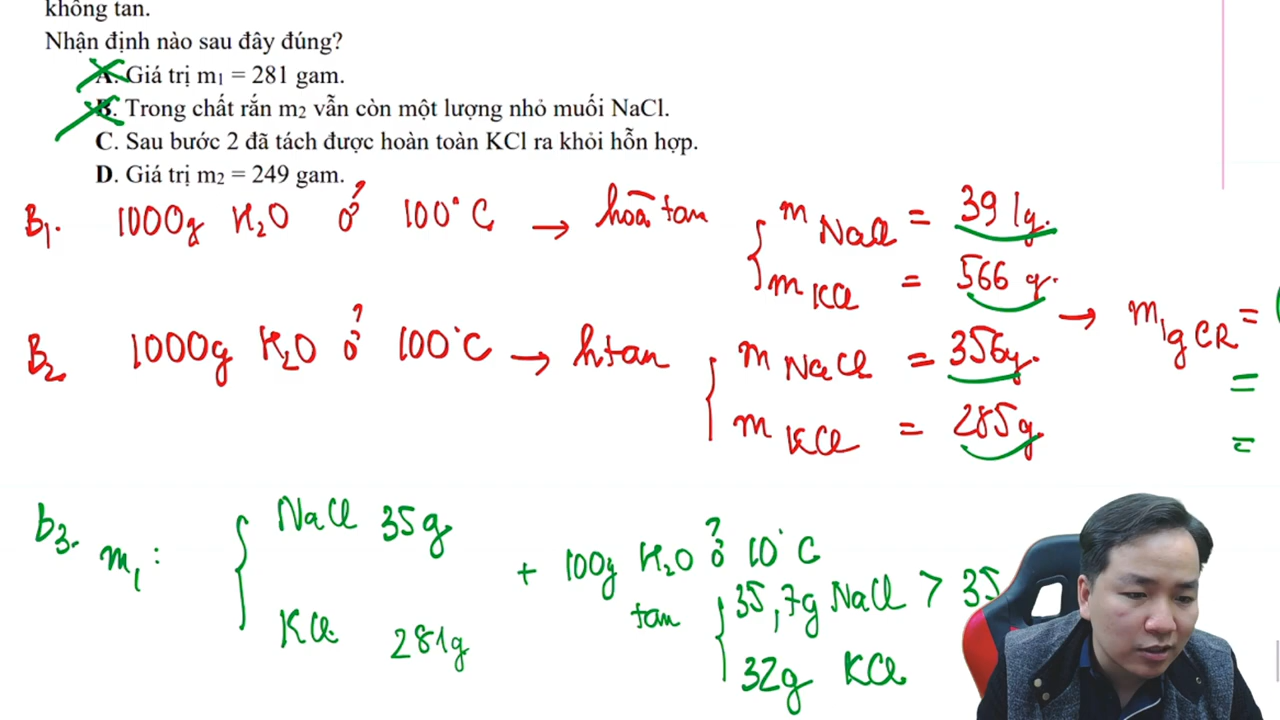 không tan.
Nhận định nào sau đây đúng?
A. Giá trị m1 = 281 gam.
B. Trong chất rắn m2 vẫn còn một lượng nhỏ muối NaCl.
C. Sau bước 2 đã tách được hoàn toàn KCl ra khỏi hỗn hợp.
D. Giá trị m2 = 249 gam.
B1. 1000g H2O ở 100°C → hoà tan { m NaCl = 391g.
m KCl = 566g.
B2 1000g H2O ở 100°C → h tan { m NaCl = 356g.
m KCl = 285g.
→ m1g CR =
=
=
b3. m1: { NaCl 35g
KCl 281g
+ 100g H2O ở 10°C
tan { 35,7g NaCl > 35
32g KCl